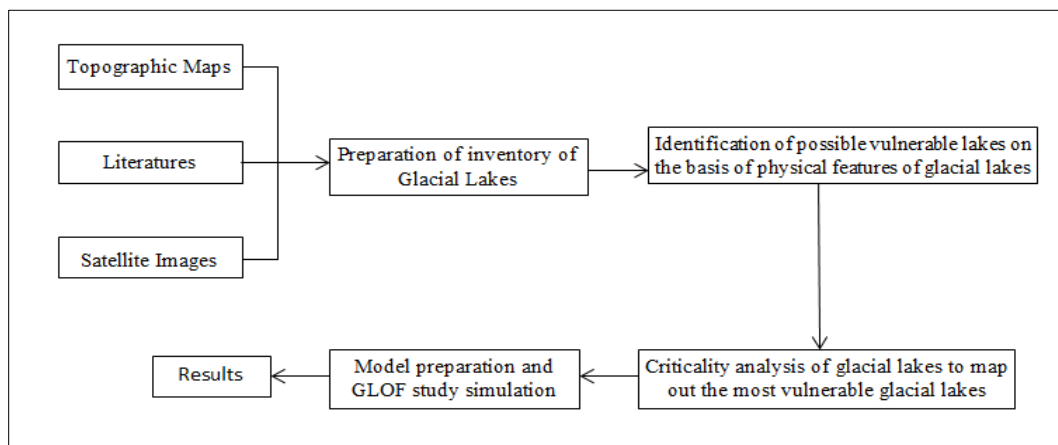 Topographic Maps
Literatures
Satellite Images
Preparation of inventory of
Glacial Lakes
Identification of possible vulnerable lakes on
the basis of physical features of glacial lakes
Criticality analysis of glacial lakes to map
out the most vulnerable glacial lakes
Model preparation and
GLOF study simulation
Results